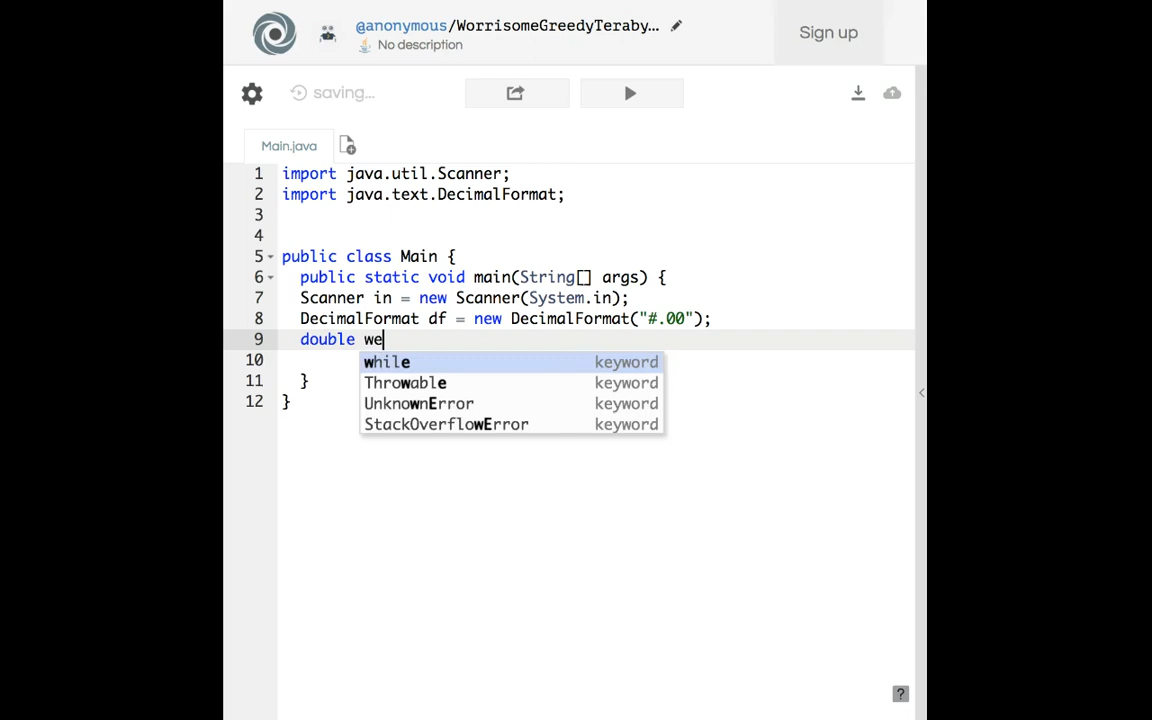 @anonymous/WorrisomeGreedyTeraby...
No description
Sign up
saving...
Main.java
1 import java.util.Scanner;
2 import java.text.DecimalFormat;
3
4
5 public class Main {
6 public static void main(String[] args) {
7 Scanner in = new Scanner(System.in);
8 DecimalFormat df = new DecimalFormat("#.00");
9 double we
10
while keyword
11 }
Throwable keyword
12 }
UnknownError keyword
StackOverflowError keyword
?